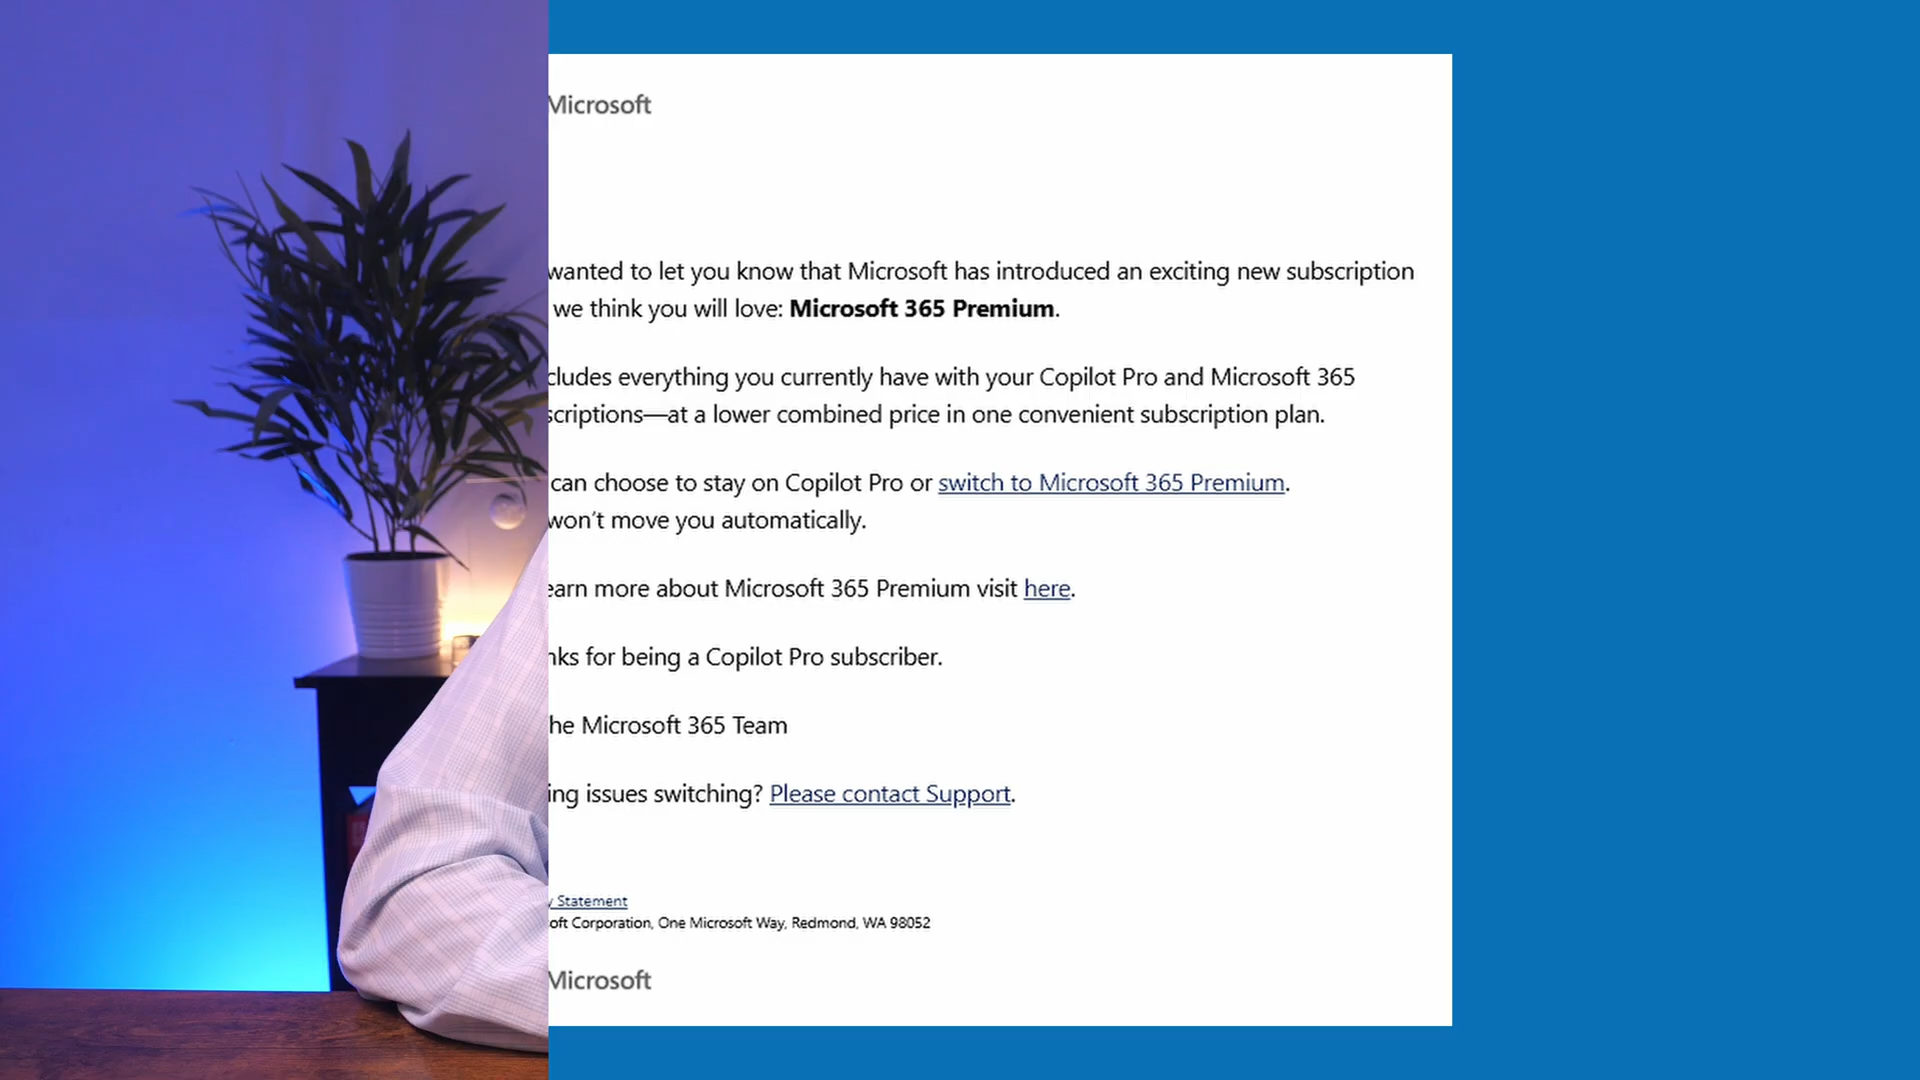 Microsoft
wanted to let you know that Microsoft has introduced an exciting new subscription
we think you will love: Microsoft 365 Premium.
cludes everything you currently have with your Copilot Pro and Microsoft 365
scriptions—at a lower combined price in one convenient subscription plan.
can choose to stay on Copilot Pro or switch to Microsoft 365 Premium.
won't move you automatically.
earn more about Microsoft 365 Premium visit here.
nks for being a Copilot Pro subscriber.
he Microsoft 365 Team
ing issues switching? Please contact Support.
y Statement
oft Corporation, One Microsoft Way, Redmond, WA 98052
Microsoft